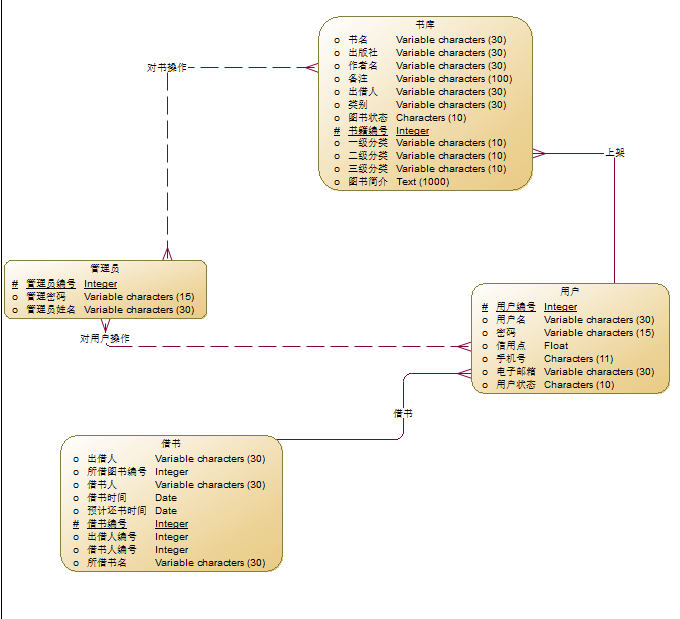 书库
o 书名 Variable characters (30)
o 出版社 Variable characters (30)
o 作者名 Variable characters (30)
o 备注 Variable characters (100)
o 出借人 Variable characters (30)
o 类别 Variable characters (30)
o 图书状态 Characters (10)
# 书籍编号 Integer
o 一级分类 Variable characters (10)
o 二级分类 Variable characters (10)
o 三级分类 Variable characters (10)
o 图书简介 Text (1000)
对书操作
上架
管理员
# 管理员编号 Integer
o 管理密码 Variable characters (15)
o 管理员姓名 Variable characters (30)
对用户操作
用户
# 用户编号 Integer
o 用户名 Variable characters (30)
o 密码 Variable characters (15)
o 信用点 Float
o 手机号 Characters (11)
o 电子邮箱 Variable characters (30)
o 用户状态 Characters (10)
借书
借书
o 出借人 Variable characters (30)
o 所借图书编号 Integer
o 借书人 Variable characters (30)
o 借书时间 Date
o 预计还书时间 Date
# 借书编号 Integer
o 出借人编号 Integer
o 借书人编号 Integer
o 所借书名 Variable characters (30)